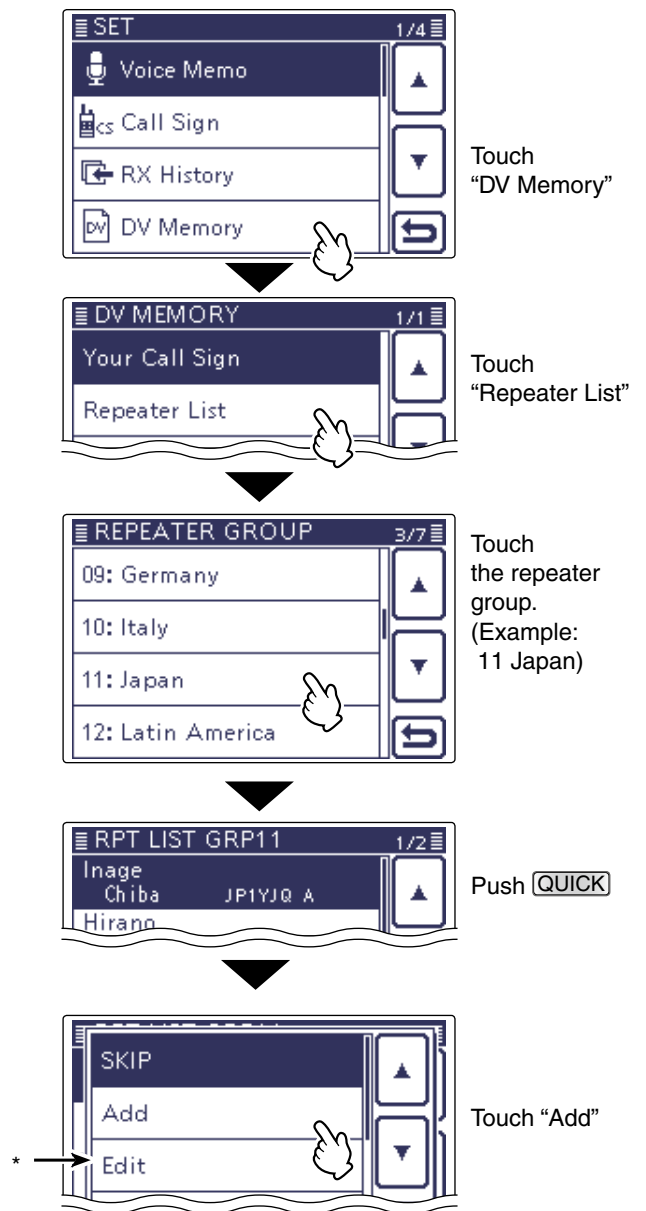 SET 1/4
Voice Memo
CS Call Sign
RX History
DV DV Memory
Touch
“DV Memory”
DV MEMORY 1/1
Your Call Sign
Repeater List
Touch
“Repeater List”
REPEATER GROUP 3/7
09: Germany
10: Italy
11: Japan
12: Latin America
Touch
the repeater
group.
(Example:
11 Japan)
RPT LIST GRP11 1/2
Inage
Chiba JP1YJQ A
Hirano
Push QUICK
SKIP
Add
* Edit
Touch “Add”